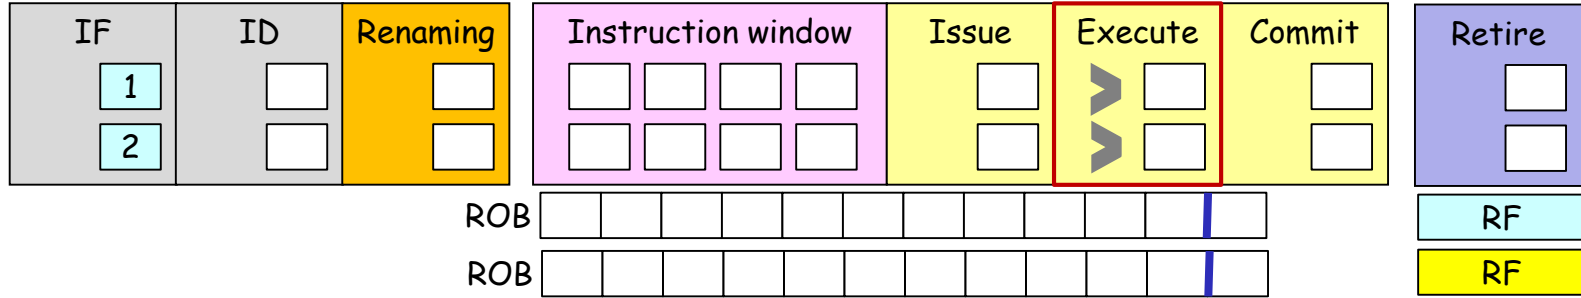 IF ID Renaming Instruction window Issue Execute Commit Retire
1
2
ROB RF
ROB RF